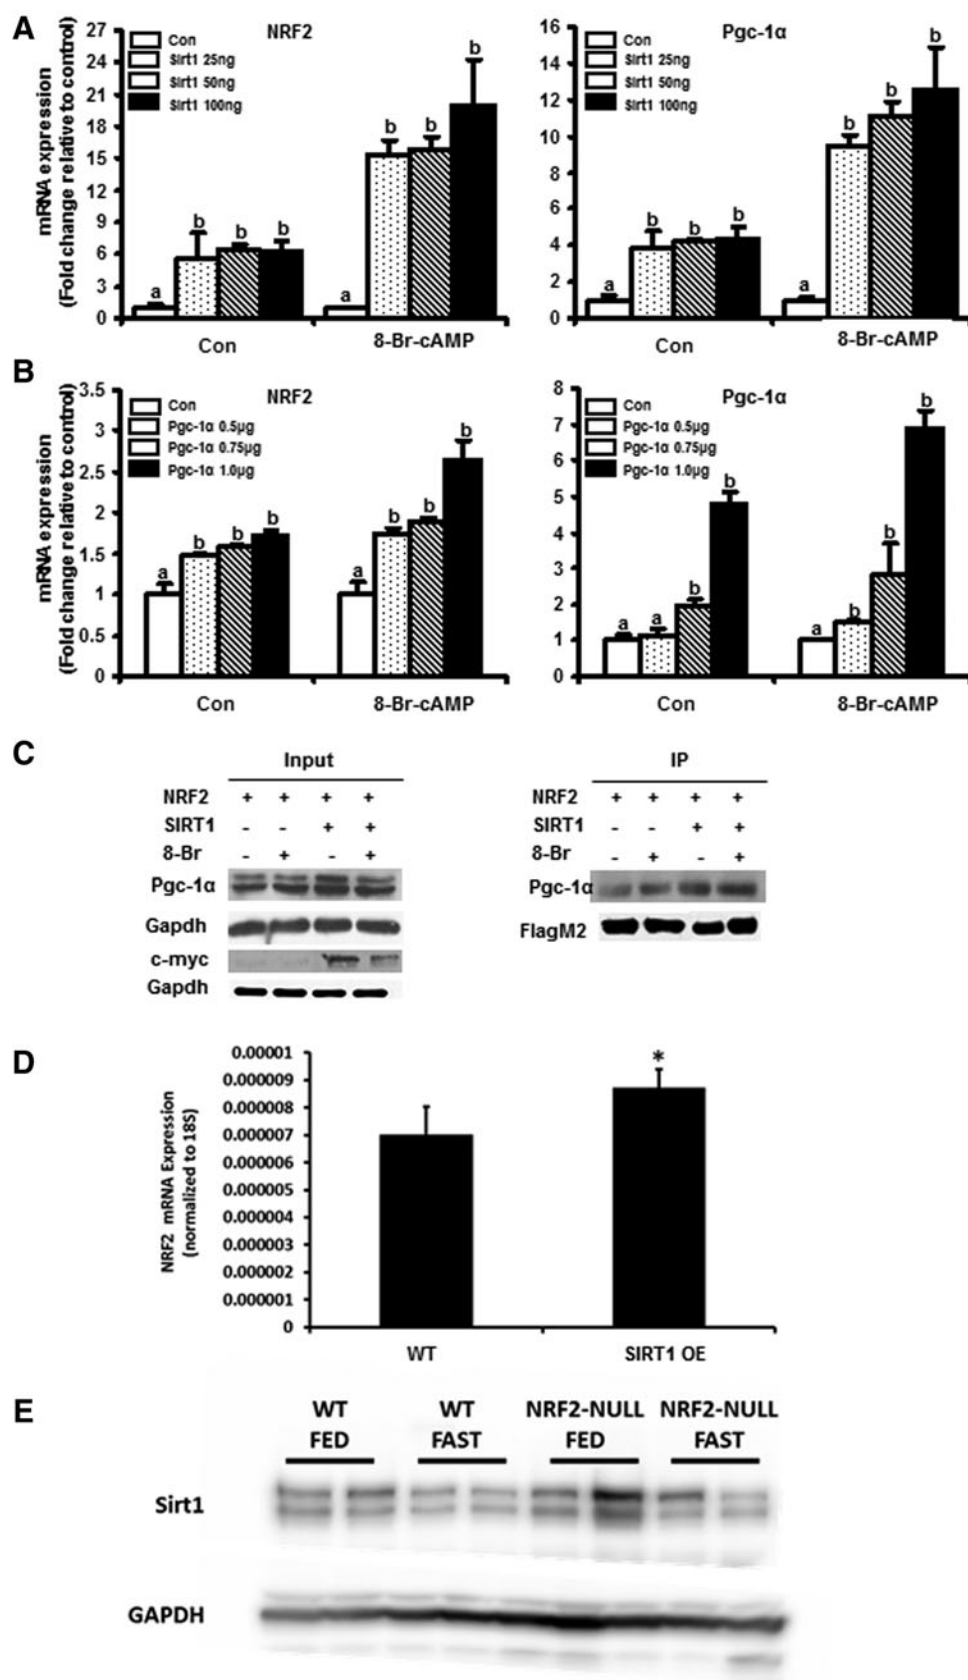 A
NRF2
mRNA expression
(Fold change relative to control)
27
24
21
18
15
12
9
6
3
0
Con
Sirt1 25ng
Sirt1 50ng
Sirt1 100ng
a
b
b
b
a
b
b
b
Con
8-Br-cAMP
Pgc-1α
16
14
12
10
8
6
4
2
0
Con
Sirt1 25ng
Sirt1 50ng
Sirt1 100ng
a
b
b
b
a
b
b
b
Con
8-Br-cAMP
B
NRF2
mRNA expression
(Fold change relative to control)
3.5
3
2.5
2
1.5
1
0.5
0
Con
Pgc-1α 0.5µg
Pgc-1α 0.75µg
Pgc-1α 1.0µg
a
b
b
b
a
b
b
b
Con
8-Br-cAMP
Pgc-1α
8
7
6
5
4
3
2
1
0
Con
Pgc-1α 0.5µg
Pgc-1α 0.75µg
Pgc-1α 1.0µg
a
a
b
b
a
b
b
b
Con
8-Br-cAMP
C
Input
NRF2 + + + +
SIRT1 - - + +
8-Br - + - +
Pgc-1α
Gapdh
c-myc
Gapdh
IP
NRF2 + + + +
SIRT1 - - + +
8-Br - + - +
Pgc-1α
FlagM2
D
NRF2 mRNA Expression
(normalized to 18S)
0.00001
0.000009
0.000008
0.000007
0.000006
0.000005
0.000004
0.000003
0.000002
0.000001
0
*
WT
SIRT1 OE
E
WT FED
WT FAST
NRF2-NULL FED
NRF2-NULL FAST
Sirt1
GAPDH